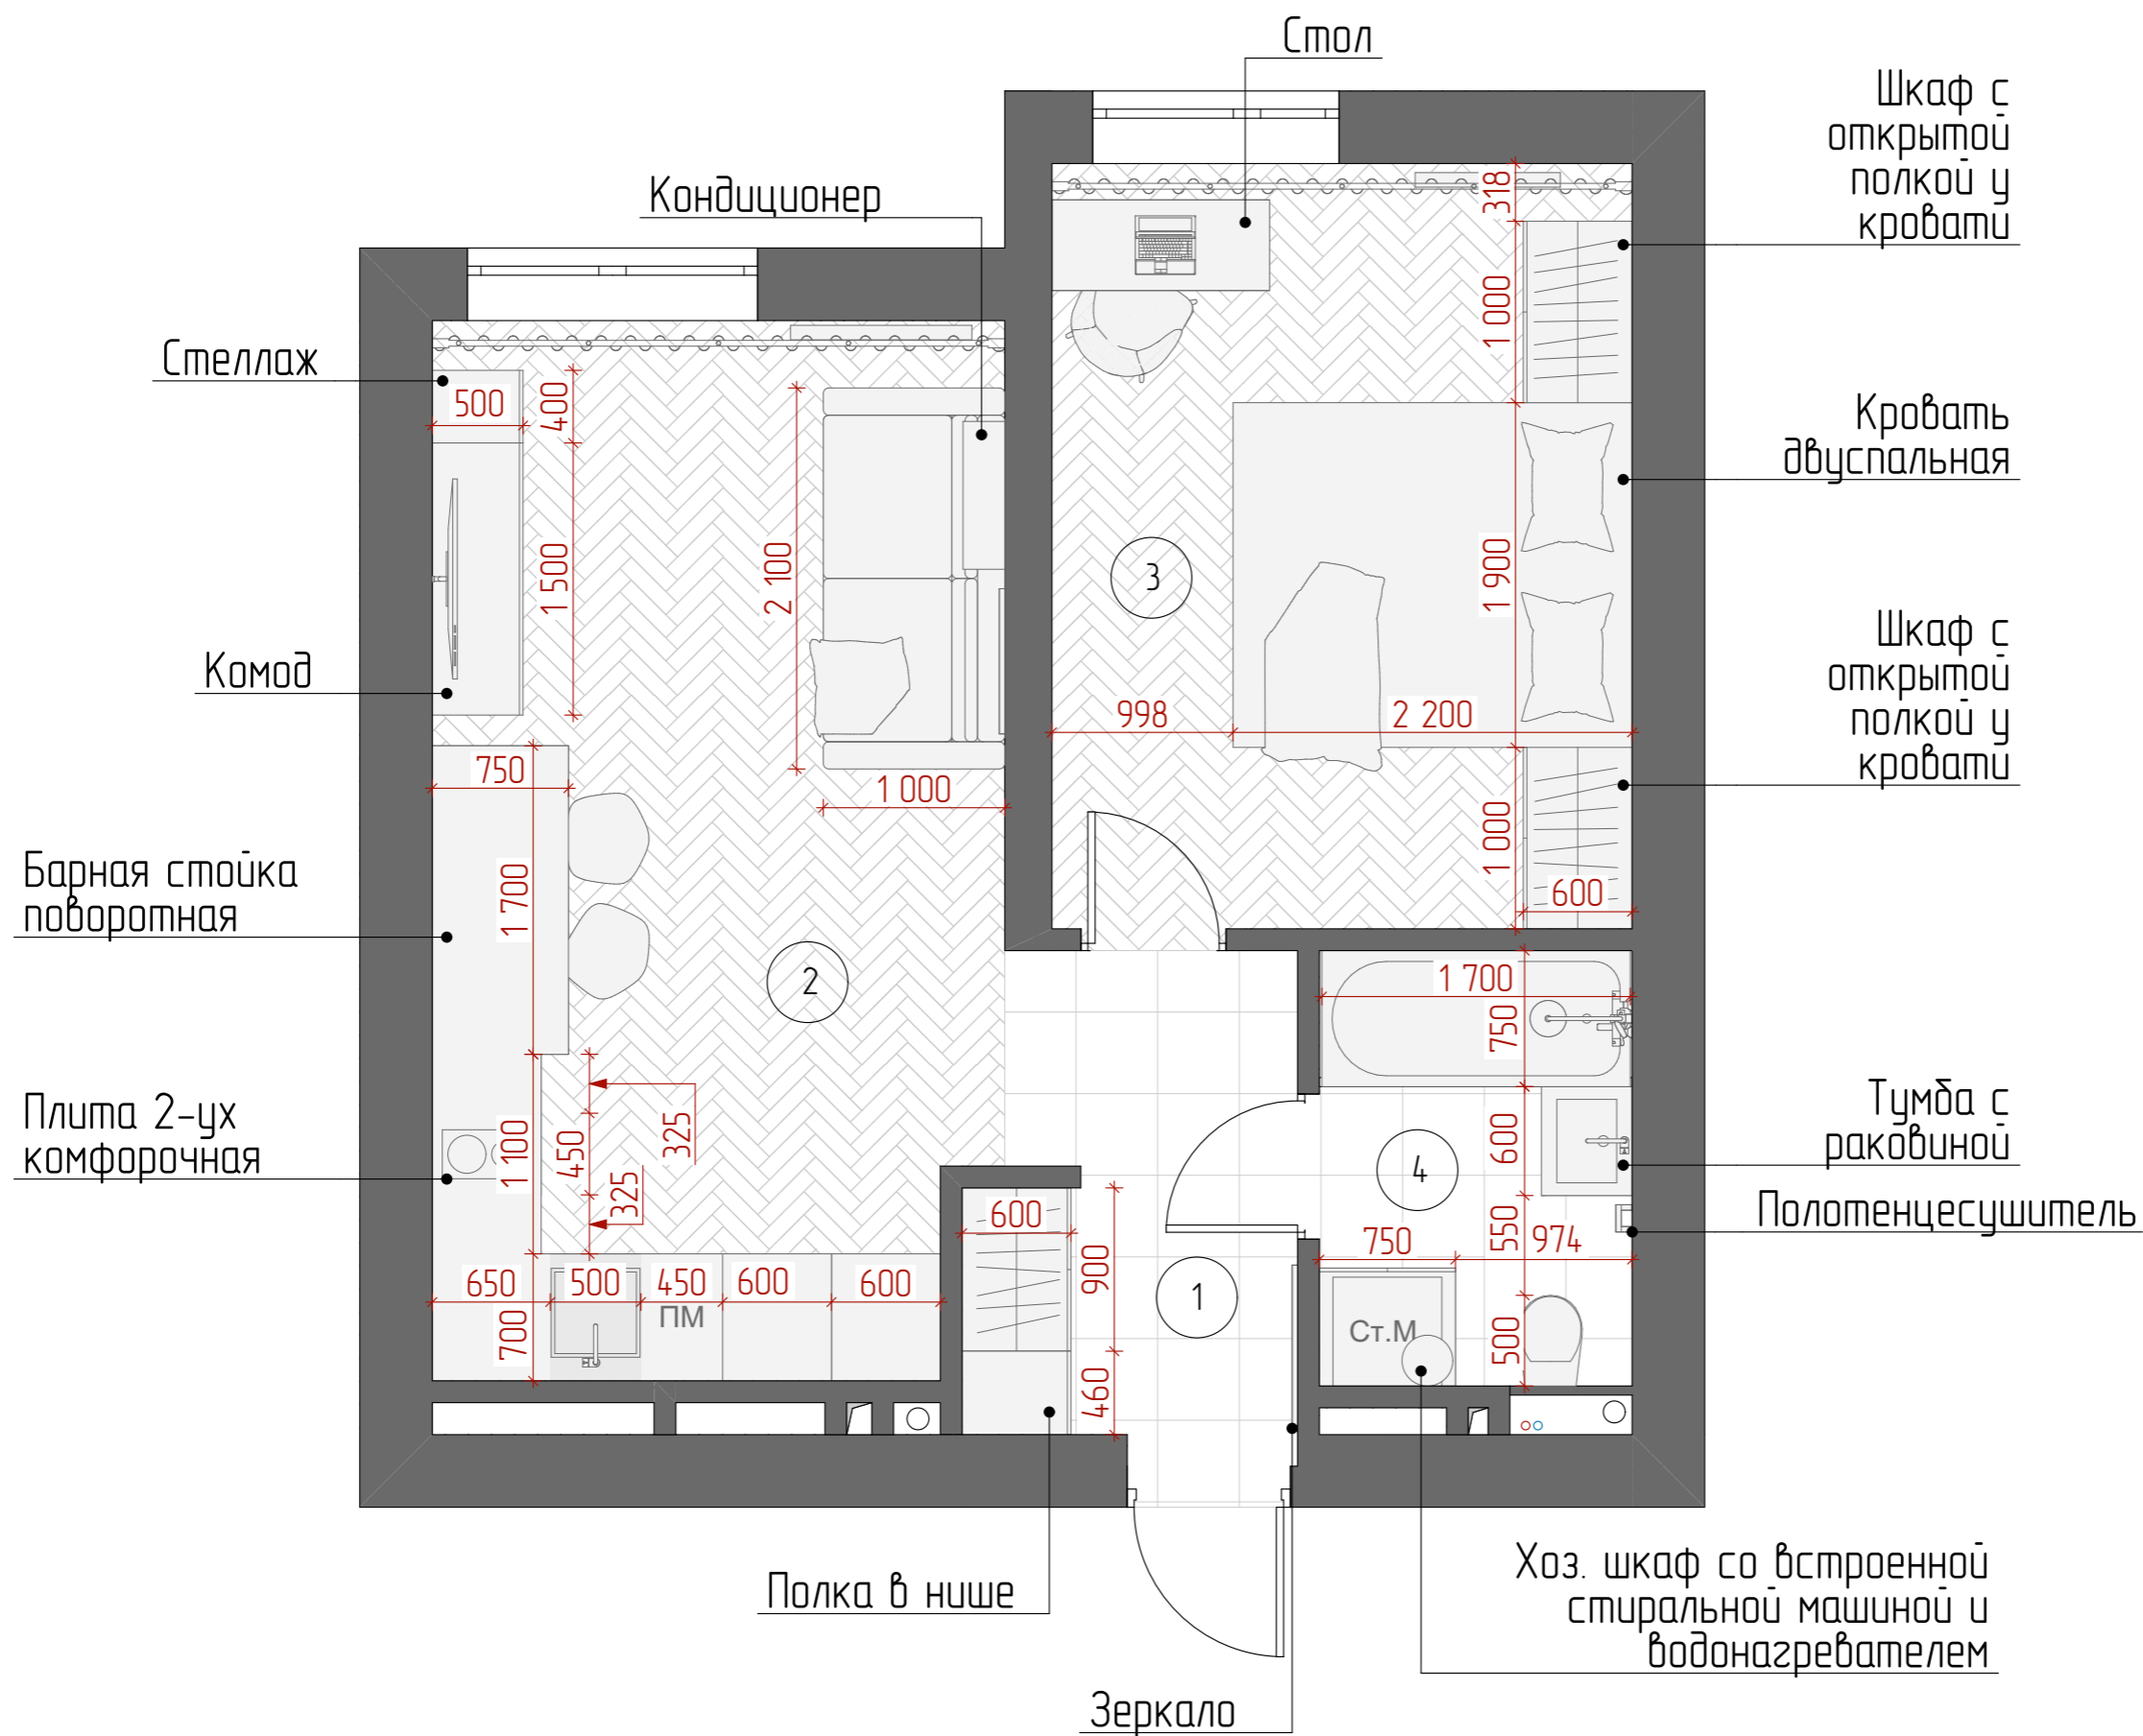 Стол
Шкаф с
открытой
полкой у
кровати
Кондиционер
318
1 000
Стеллаж
500
400
Кровать
двуспальная
1 500
2 100
3
1 900
Шкаф с
открытой
полкой у
кровати
Комод
998
2 200
750
1 000
1 000
600
Барная стойка
поворотная
1 700
2
1 700
750
Плита 2-ух
комфорочная
1 100
450
325
325
600
4
Тумба с
раковиной
Полотенцесушитель
600
900
750
550
974
650
500
450
600
600
700
ПМ
1
Ст.М
500
460
Полка в нише
Хоз. шкаф со встроенной
стиральной машиной и
водонагревателем
Зеркало